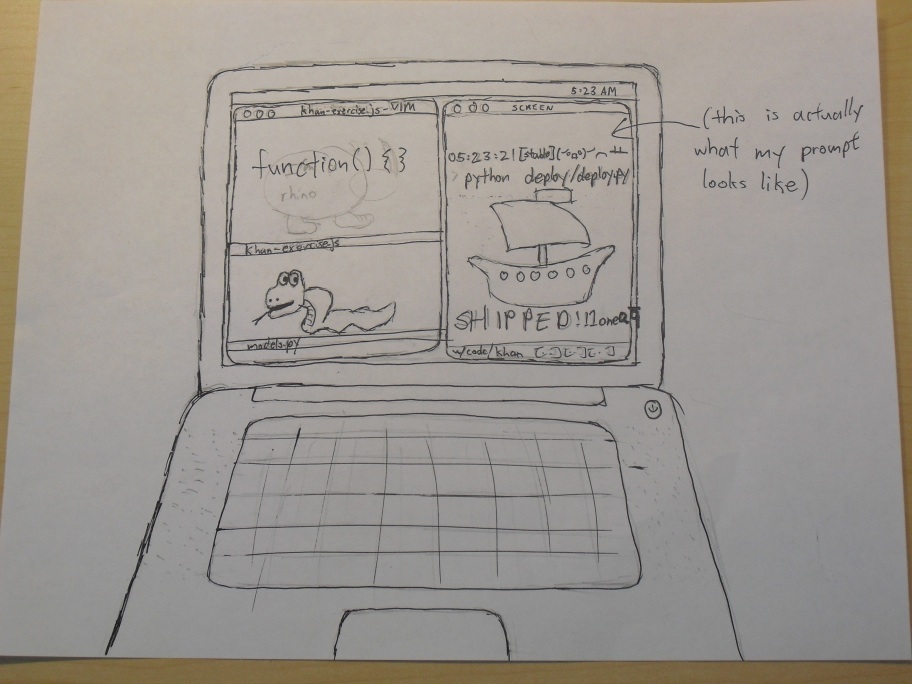 5:23 AM
khan-exercise.js - VIM
function() {}
rhino
khan-exercise.js
models.py
SCREEN
05:23:21 [stable]
python deploy/deploy.py
SHIPPED!!1one
~/code/khan
(this is actually
what my prompt
looks like)